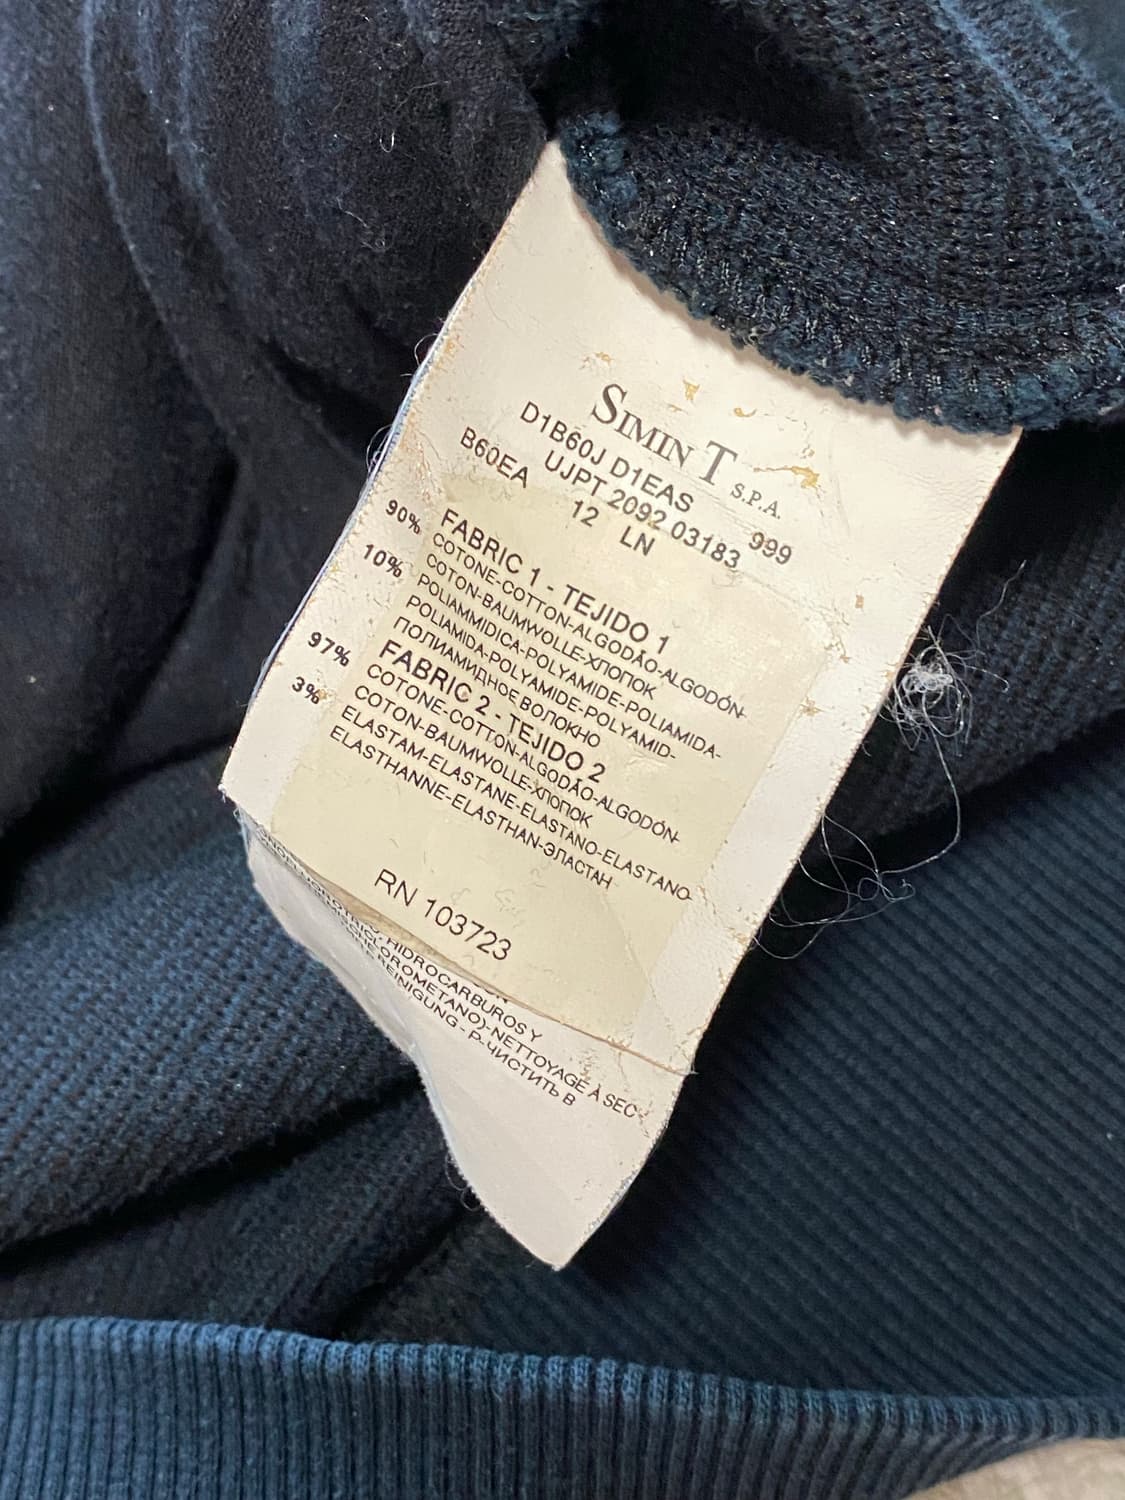 SIMIN T S.P.A.
D1B60J D1EAS 999
UJPT 2092 03183
B60EA 12 LN
FABRIC 1 - TEJIDO 1
90% COTONE-COTTON-ALGODÃO-ALGODÓN-
COTON-BAUMWOLLE-ХЛОПОК
10% POLIAMMIDICA-POLYAMIDE-POLIAMIDA-
POLIAMIDA-POLYAMIDE-POLYAMID-
ПОЛИАМИДНОЕ ВОЛОКНО
FABRIC 2 - TEJIDO 2
97% COTONE-COTTON-ALGODÃO-ALGODÓN-
COTON-BAUMWOLLE-ХЛОПОК
3% ELASTAM-ELASTANE-ELASTANO-ELASTANO-
ELASTHANNE-ELASTHAN-ЭЛАСТАН
RN 103723
HIDROCARBUROS Y
NETTOYAGE À SEC-
REINIGUNG - P-ЧИСТИТЬ В